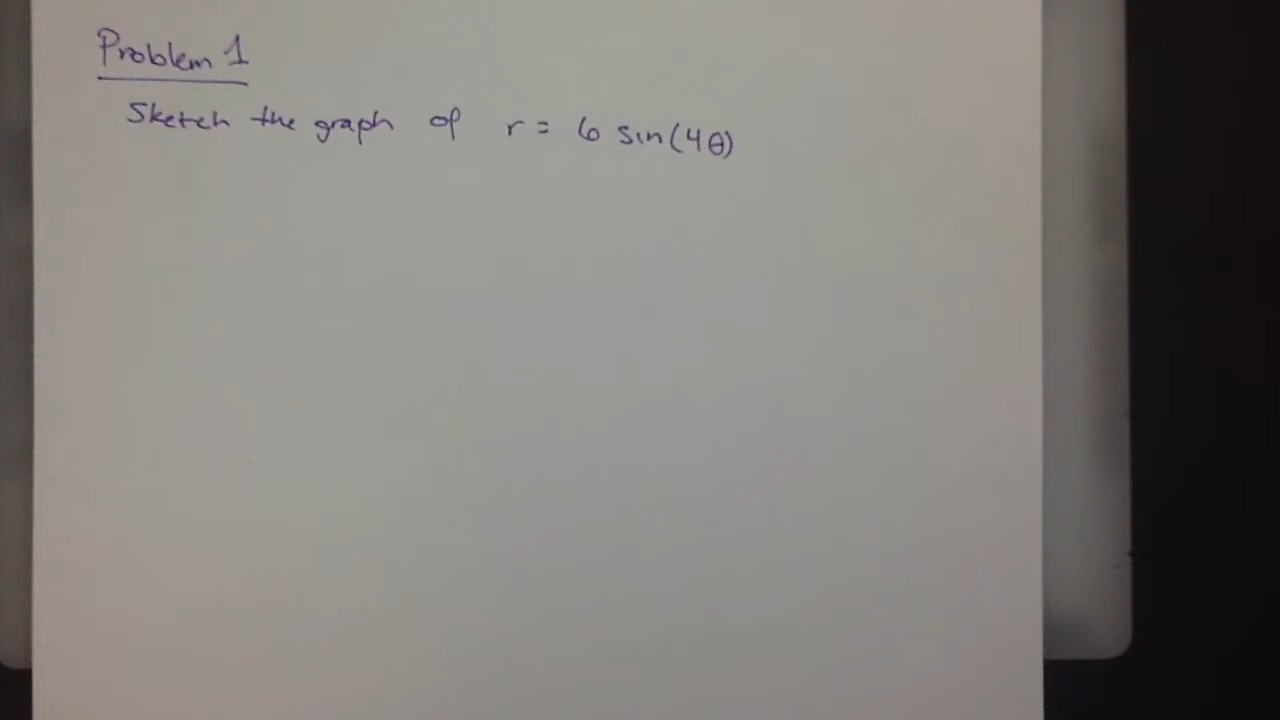 Problem 1
Sketch the graph of r = 6 sin(4θ)